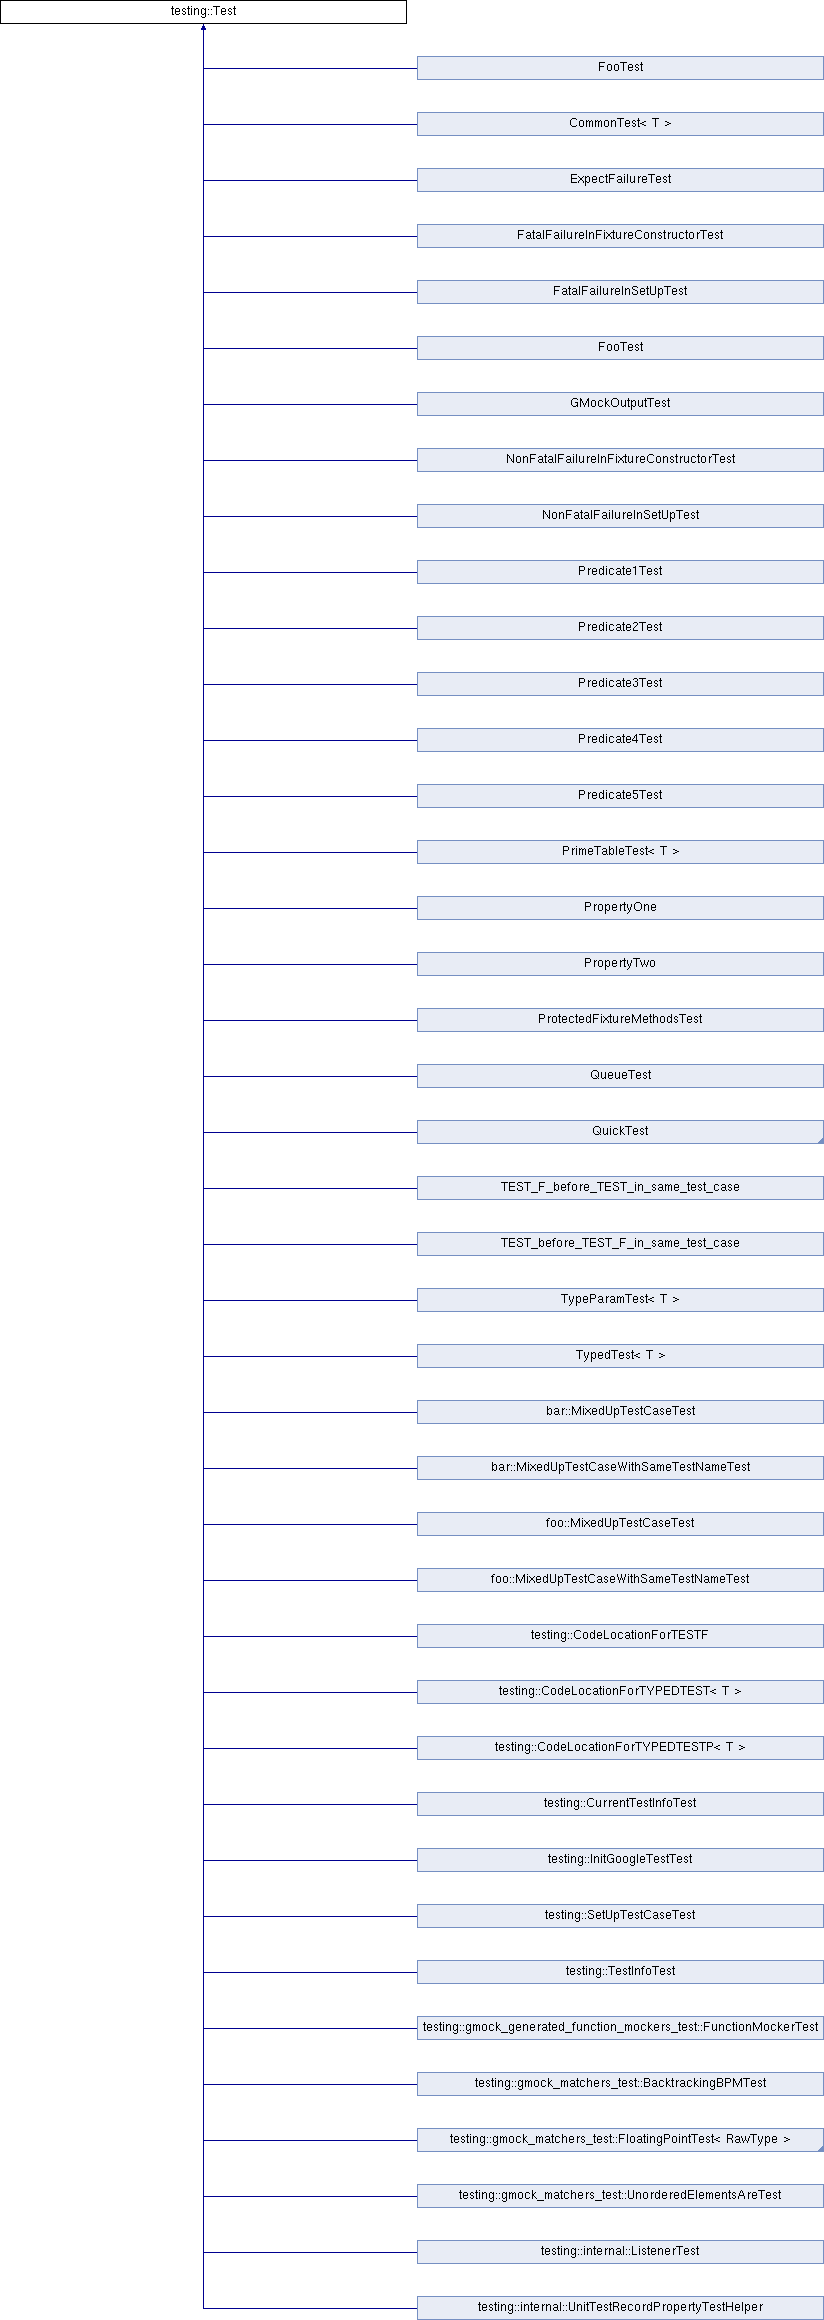 testing::Test
FooTest
CommonTest< T >
ExpectFailureTest
FatalFailureInFixtureConstructorTest
FatalFailureInSetUpTest
FooTest
GMockOutputTest
NonFatalFailureInFixtureConstructorTest
NonFatalFailureInSetUpTest
Predicate1Test
Predicate2Test
Predicate3Test
Predicate4Test
Predicate5Test
PrimeTableTest< T >
PropertyOne
PropertyTwo
ProtectedFixtureMethodsTest
QueueTest
QuickTest
TEST_F_before_TEST_in_same_test_case
TEST_before_TEST_F_in_same_test_case
TypeParamTest< T >
TypedTest< T >
bar::MixedUpTestCaseTest
bar::MixedUpTestCaseWithSameTestNameTest
foo::MixedUpTestCaseTest
foo::MixedUpTestCaseWithSameTestNameTest
testing::CodeLocationForTESTF
testing::CodeLocationForTYPEDTEST< T >
testing::CodeLocationForTYPEDTESTP< T >
testing::CurrentTestInfoTest
testing::InitGoogleTestTest
testing::SetUpTestCaseTest
testing::TestInfoTest
testing::gmock_generated_function_mockers_test::FunctionMockerTest
testing::gmock_matchers_test::BacktrackingBPMTest
testing::gmock_matchers_test::FloatingPointTest< RawType >
testing::gmock_matchers_test::UnorderedElementsAreTest
testing::internal::ListenerTest
testing::internal::UnitTestRecordPropertyTestHelper